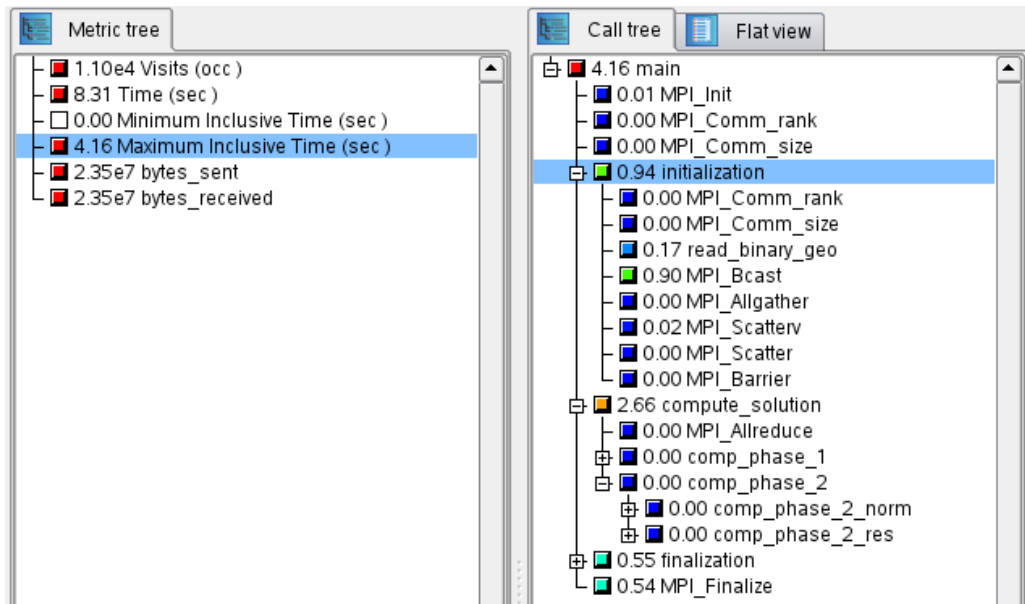 Metric tree
1.10e4 Visits (occ )
8.31 Time (sec )
0.00 Minimum Inclusive Time (sec )
4.16 Maximum Inclusive Time (sec )
2.35e7 bytes_sent
2.35e7 bytes_received
Call tree
Flat view
4.16 main
0.01 MPI_Init
0.00 MPI_Comm_rank
0.00 MPI_Comm_size
0.94 initialization
0.00 MPI_Comm_rank
0.00 MPI_Comm_size
0.17 read_binary_geo
0.90 MPI_Bcast
0.00 MPI_Allgather
0.02 MPI_Scatterv
0.00 MPI_Scatter
0.00 MPI_Barrier
2.66 compute_solution
0.00 MPI_Allreduce
0.00 comp_phase_1
0.00 comp_phase_2
0.00 comp_phase_2_norm
0.00 comp_phase_2_res
0.55 finalization
0.54 MPI_Finalize